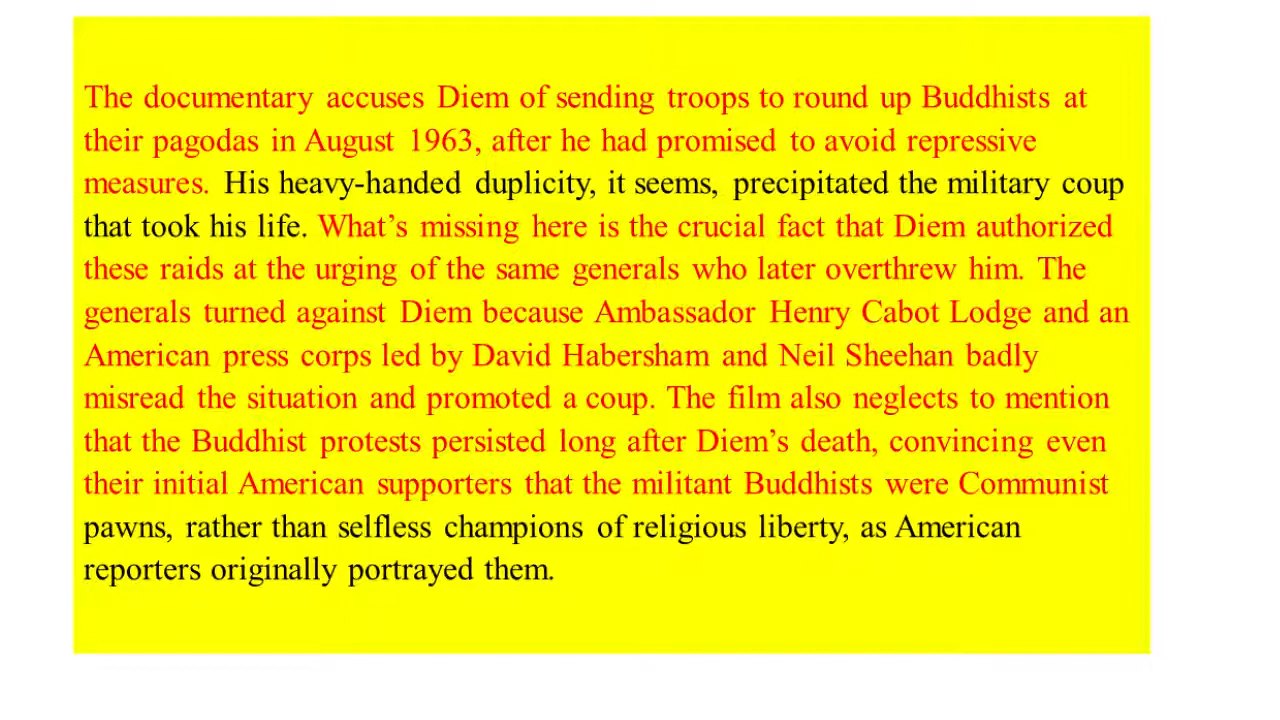 The documentary accuses Diem of sending troops to round up Buddhists at
their pagodas in August 1963, after he had promised to avoid repressive
measures. His heavy-handed duplicity, it seems, precipitated the military coup
that took his life. What’s missing here is the crucial fact that Diem authorized
these raids at the urging of the same generals who later overthrew him. The
generals turned against Diem because Ambassador Henry Cabot Lodge and an
American press corps led by David Habersham and Neil Sheehan badly
misread the situation and promoted a coup. The film also neglects to mention
that the Buddhist protests persisted long after Diem’s death, convincing even
their initial American supporters that the militant Buddhists were Communist
pawns, rather than selfless champions of religious liberty, as American
reporters originally portrayed them.